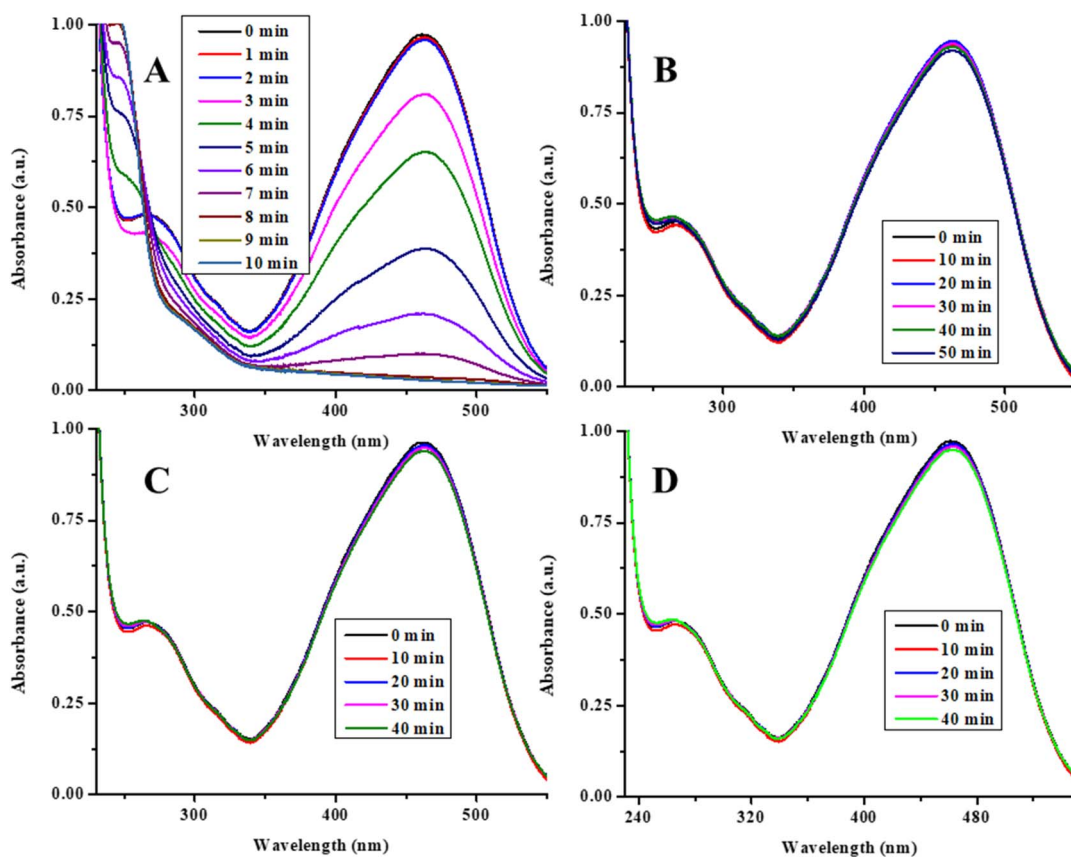 A
Absorbance (a.u.)
1.00
0.75
0.50
0.25
0.00
0 min
1 min
2 min
3 min
4 min
5 min
6 min
7 min
8 min
9 min
10 min
300
400
500
Wavelength (nm)
B
Absorbance (a.u.)
1.00
0.75
0.50
0.25
0.00
0 min
10 min
20 min
30 min
40 min
50 min
300
400
500
Wavelength (nm)
C
Absorbance (a.u.)
1.00
0.75
0.50
0.25
0.00
0 min
10 min
20 min
30 min
40 min
300
400
500
Wavelength (nm)
D
Absorbance (a.u.)
1.00
0.75
0.50
0.25
0.00
0 min
10 min
20 min
30 min
40 min
240
320
400
480
Wavelength (nm)